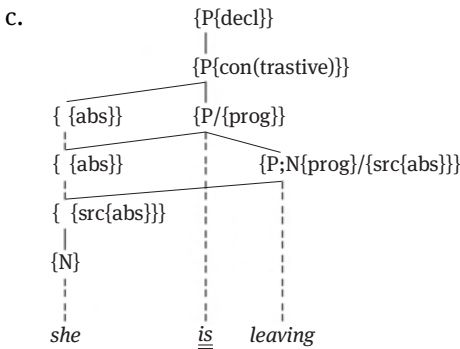 c.
{P{decl}}
{P{con(trastive)}}
{ {abs}} {P/{prog}}
{ {abs}} {P;N{prog}/{src{abs}}}
{ {src{abs}}}
{N}
she is leaving